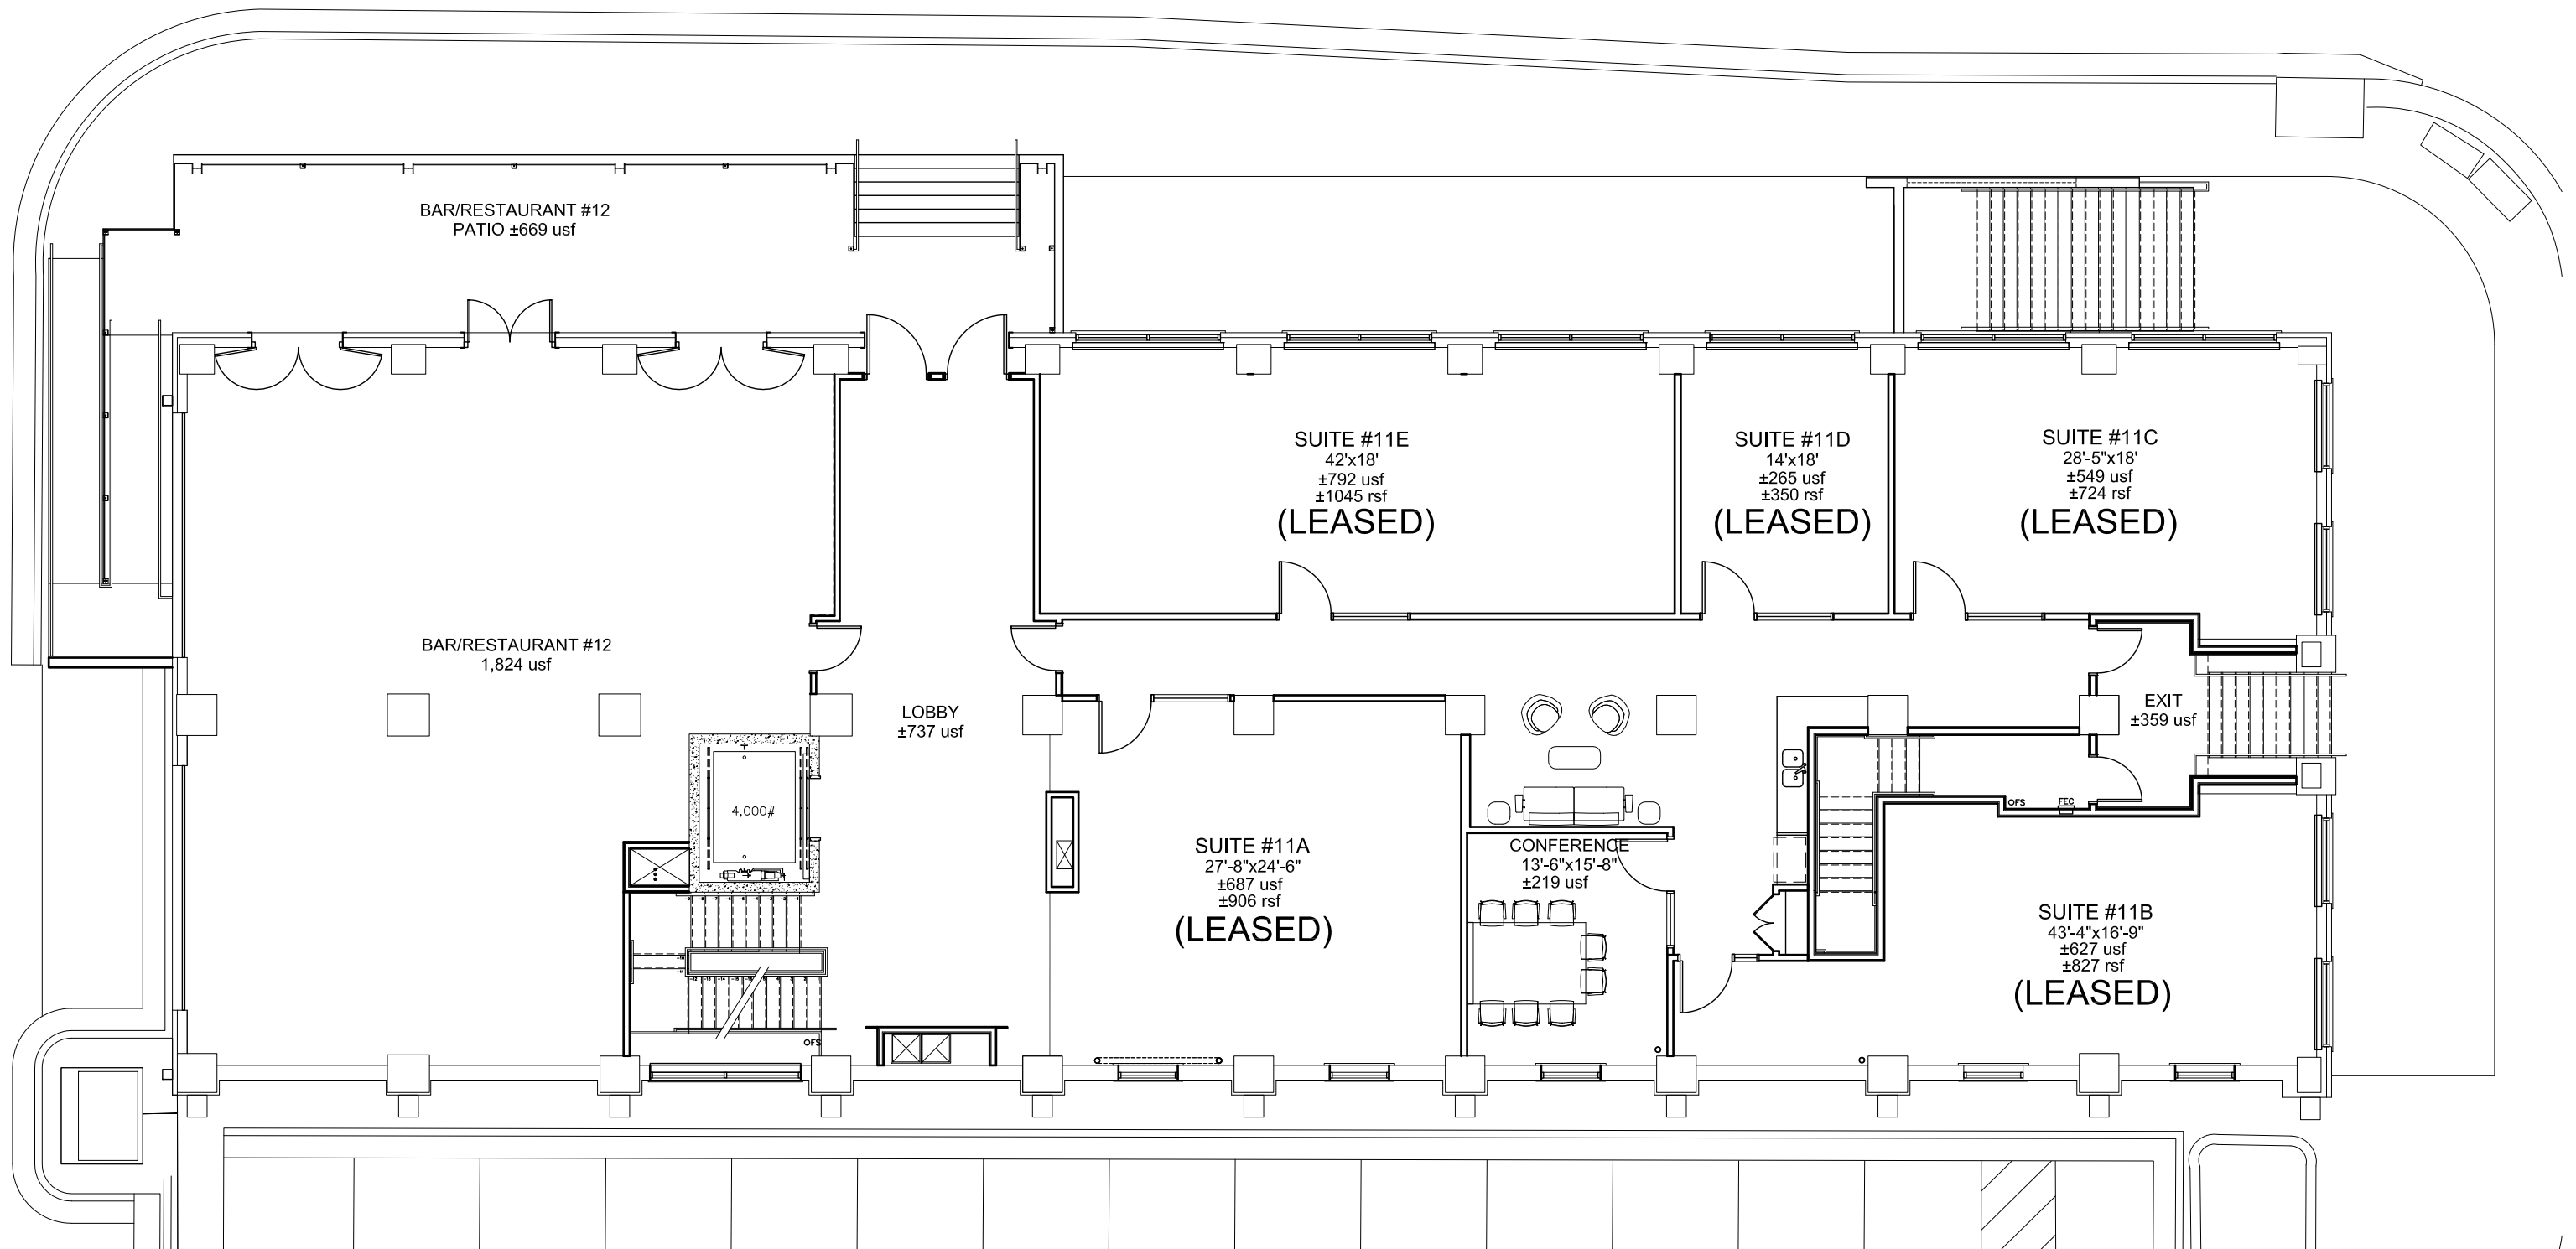 BAR/RESTAURANT #12
PATIO ±669 usf
SUITE #11E
42'x18'
±792 usf
±1045 rsf
(LEASED)
SUITE #11D
14'x18'
±265 usf
±350 rsf
(LEASED)
SUITE #11C
28'-5"x18'
±549 usf
±724 rsf
(LEASED)
BAR/RESTAURANT #12
1,824 usf
LOBBY
±737 usf
EXIT
±359 usf
4,000#
OFS
FEC
SUITE #11A
27'-8"x24'-6"
±687 usf
±906 rsf
(LEASED)
CONFERENCE
13'-6"x15'-8"
±219 usf
SUITE #11B
43'-4"x16'-9"
±627 usf
±827 rsf
(LEASED)
OFS